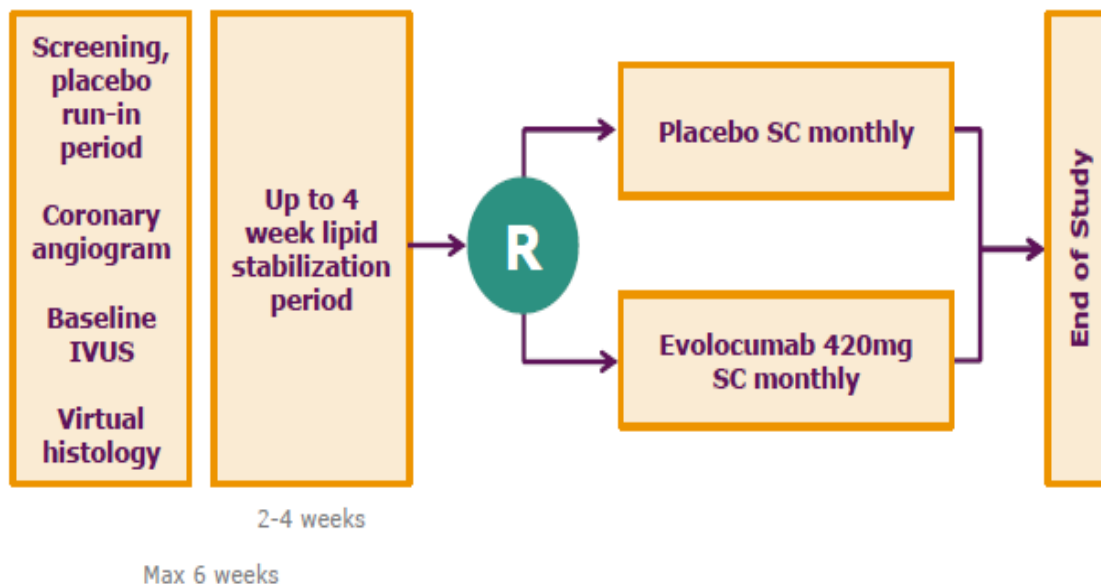 Screening,
placebo
run-in
period
Coronary
angiogram
Baseline
IVUS
Virtual
histology
Up to 4
week lipid
stabilization
period
R
Placebo SC monthly
Evolocumab 420mg
SC monthly
End of Study
2-4 weeks
Max 6 weeks